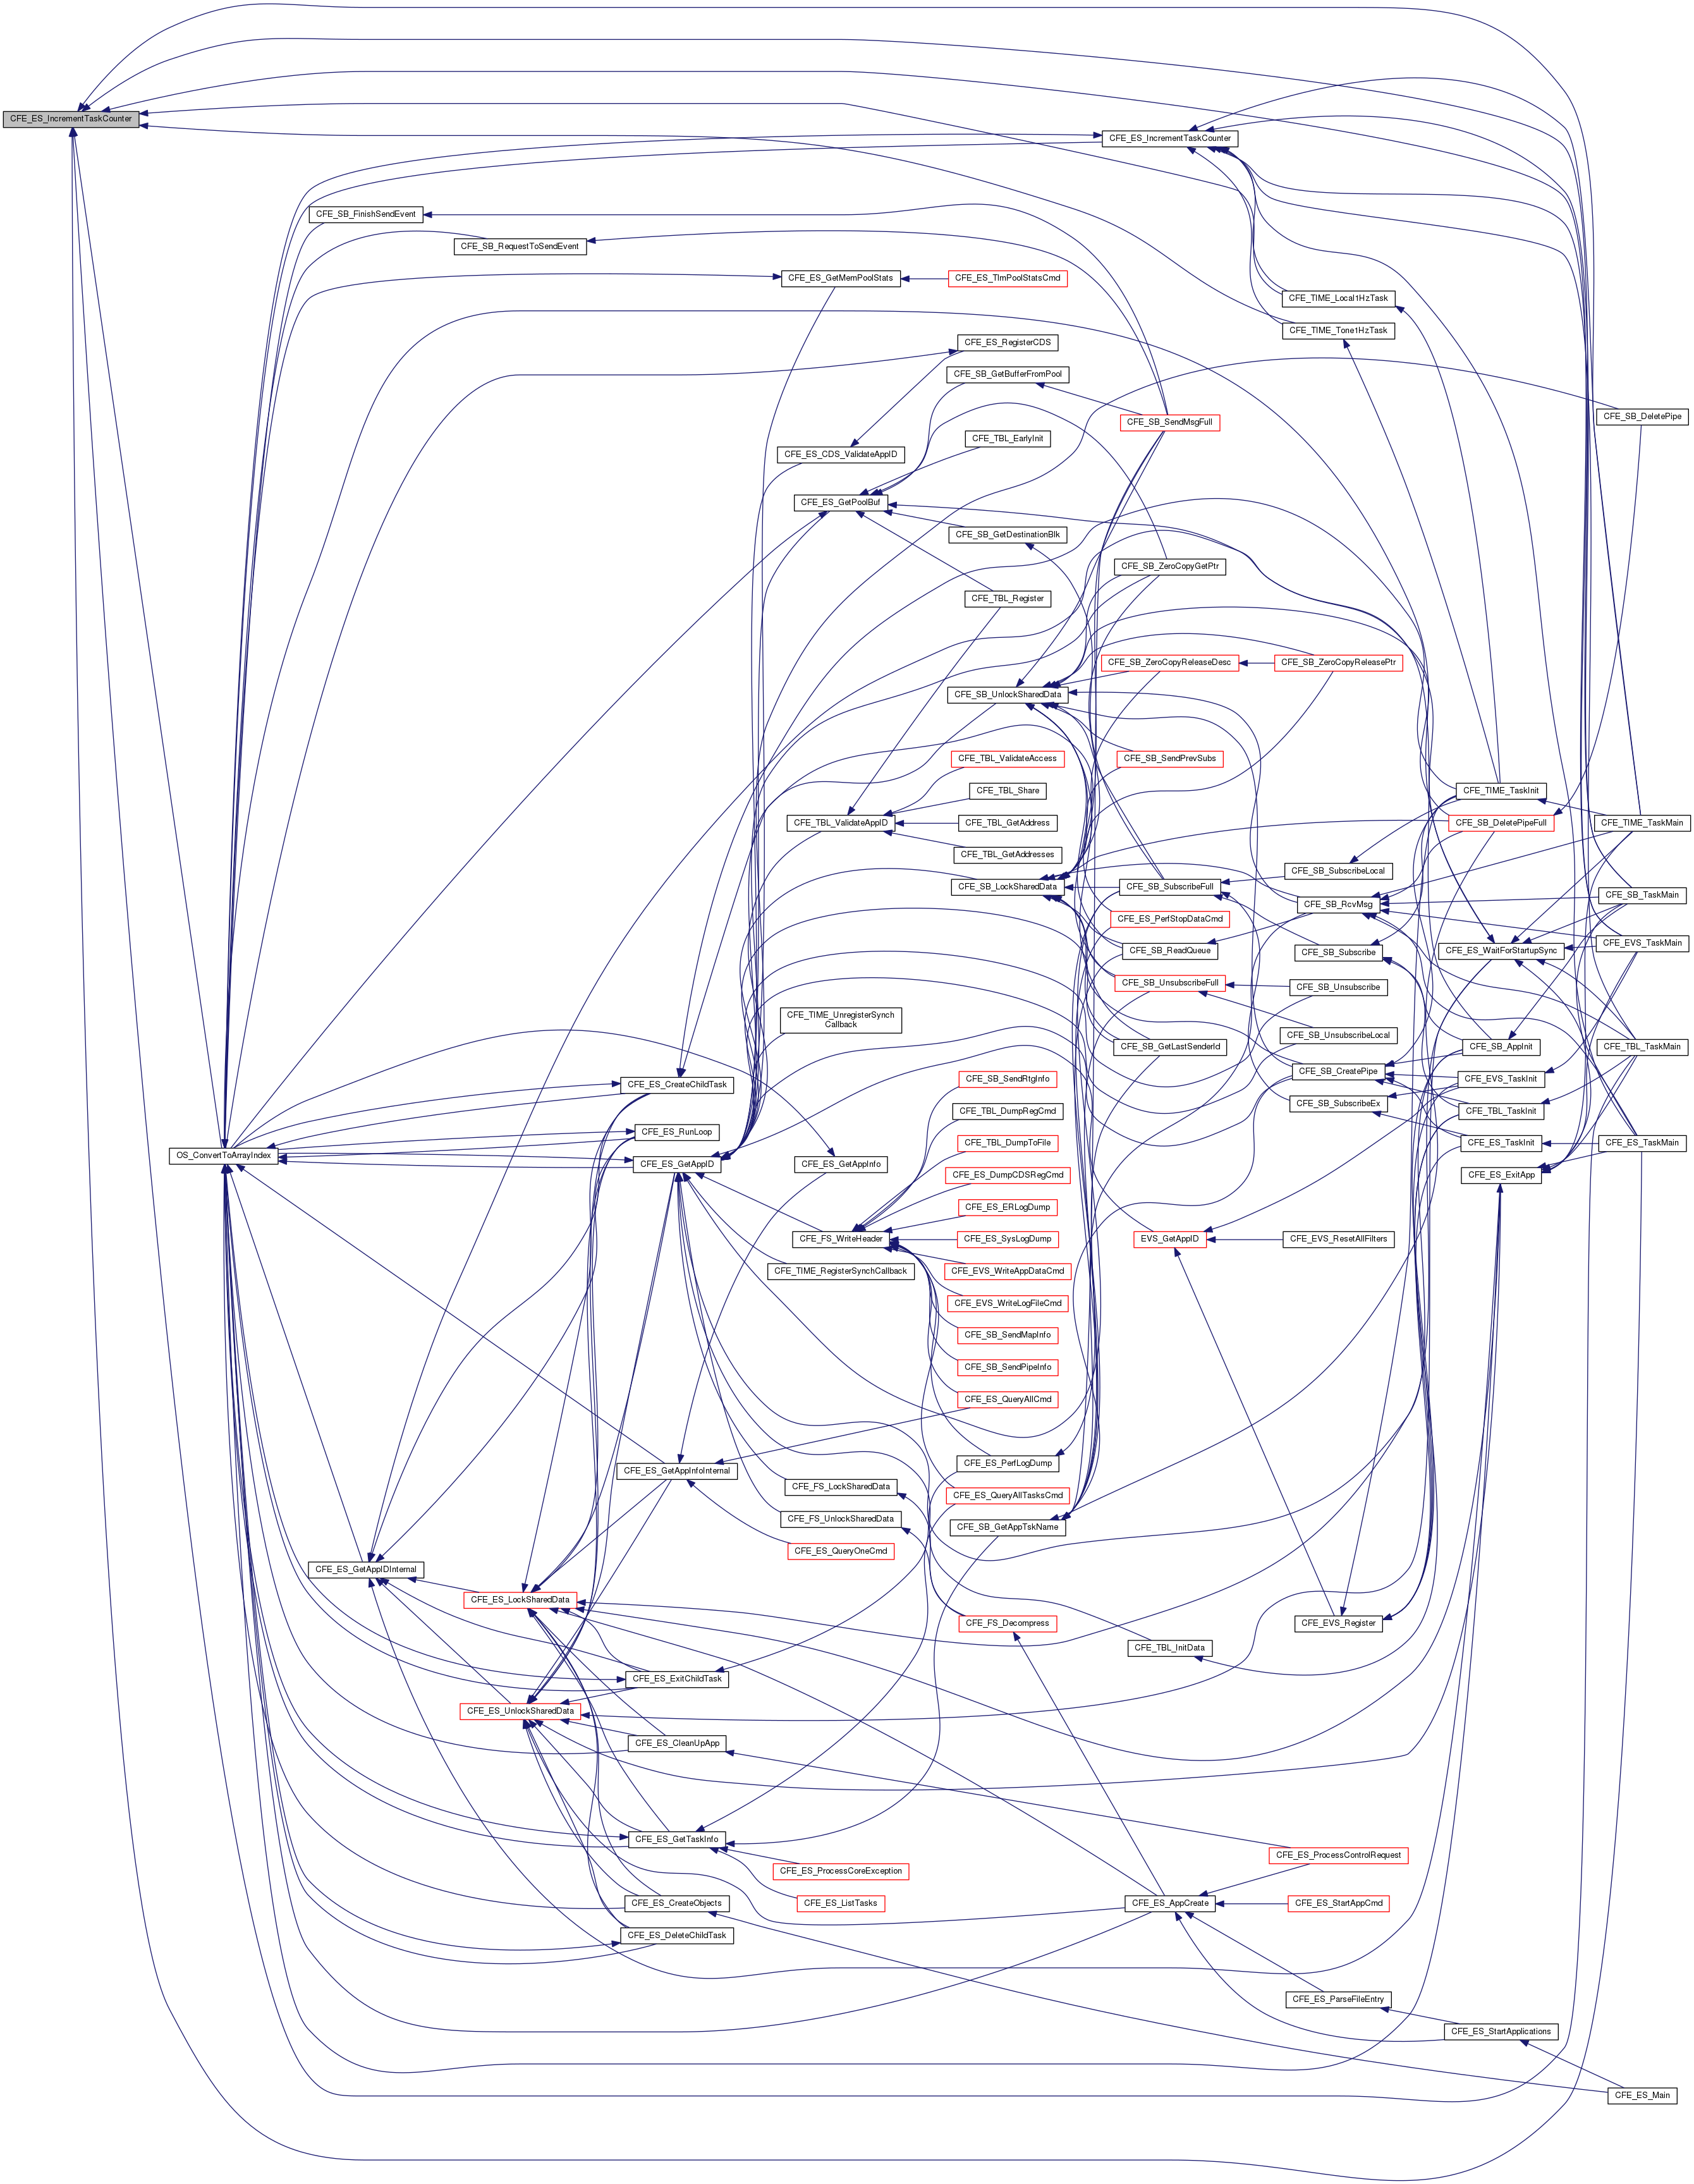 CFE_ES_IncrementTaskCounter
CFE_ES_IncrementTaskCounter
CFE_SB_FinishSendEvent
CFE_SB_RequestToSendEvent
CFE_ES_GetMemPoolStats
CFE_ES_TlmPoolStatsCmd
CFE_TIME_Local1HzTask
CFE_TIME_Tone1HzTask
CFE_ES_RegisterCDS
CFE_SB_GetBufferFromPool
CFE_SB_DeletePipe
CFE_SB_SendMsgFull
CFE_TBL_EarlyInit
CFE_ES_CDS_ValidateAppID
CFE_ES_GetPoolBuf
CFE_SB_GetDestinationBlk
CFE_SB_ZeroCopyGetPtr
CFE_TBL_Register
CFE_SB_ZeroCopyReleaseDesc
CFE_SB_ZeroCopyReleasePtr
CFE_SB_UnlockSharedData
CFE_TBL_ValidateAccess
CFE_SB_SendPrevSubs
CFE_TBL_Share
CFE_TIME_TaskInit
CFE_TBL_ValidateAppID
CFE_TBL_GetAddress
CFE_SB_DeletePipeFull
CFE_TIME_TaskMain
CFE_TBL_GetAddresses
CFE_SB_SubscribeLocal
CFE_SB_LockSharedData
CFE_SB_SubscribeFull
CFE_SB_TaskMain
CFE_SB_RcvMsg
CFE_ES_PerfStopDataCmd
CFE_SB_ReadQueue
CFE_SB_Subscribe
CFE_ES_WaitForStartupSync
CFE_EVS_TaskMain
CFE_SB_UnsubscribeFull
CFE_SB_Unsubscribe
CFE_TIME_UnregisterSynch
Callback
CFE_SB_UnsubscribeLocal
CFE_SB_GetLastSenderId
CFE_SB_AppInit
CFE_TBL_TaskMain
CFE_SB_CreatePipe
CFE_EVS_TaskInit
CFE_ES_CreateChildTask
CFE_SB_SendRtgInfo
CFE_SB_SubscribeEx
CFE_TBL_TaskInit
CFE_TBL_DumpRegCmd
CFE_ES_RunLoop
CFE_TBL_DumpToFile
CFE_ES_TaskInit
CFE_ES_TaskMain
OS_ConvertToArrayIndex
CFE_ES_GetAppID
CFE_ES_GetAppInfo
CFE_ES_DumpCDSRegCmd
CFE_ES_ExitApp
CFE_ES_ERLogDump
CFE_FS_WriteHeader
CFE_ES_SysLogDump
EVS_GetAppID
CFE_EVS_ResetAllFilters
CFE_TIME_RegisterSynchCallback
CFE_EVS_WriteAppDataCmd
CFE_EVS_WriteLogFileCmd
CFE_SB_SendMapInfo
CFE_SB_SendPipeInfo
CFE_ES_QueryAllCmd
CFE_ES_PerfLogDump
CFE_ES_GetAppInfoInternal
CFE_FS_LockSharedData
CFE_ES_QueryAllTasksCmd
CFE_FS_UnlockSharedData
CFE_SB_GetAppTskName
CFE_ES_QueryOneCmd
CFE_ES_GetAppIDInternal
CFE_ES_LockSharedData
CFE_FS_Decompress
CFE_EVS_Register
CFE_TBL_InitData
CFE_ES_ExitChildTask
CFE_ES_UnlockSharedData
CFE_ES_CleanUpApp
CFE_ES_GetTaskInfo
CFE_ES_ProcessControlRequest
CFE_ES_ProcessCoreException
CFE_ES_CreateObjects
CFE_ES_ListTasks
CFE_ES_AppCreate
CFE_ES_StartAppCmd
CFE_ES_DeleteChildTask
CFE_ES_ParseFileEntry
CFE_ES_StartApplications
CFE_ES_Main